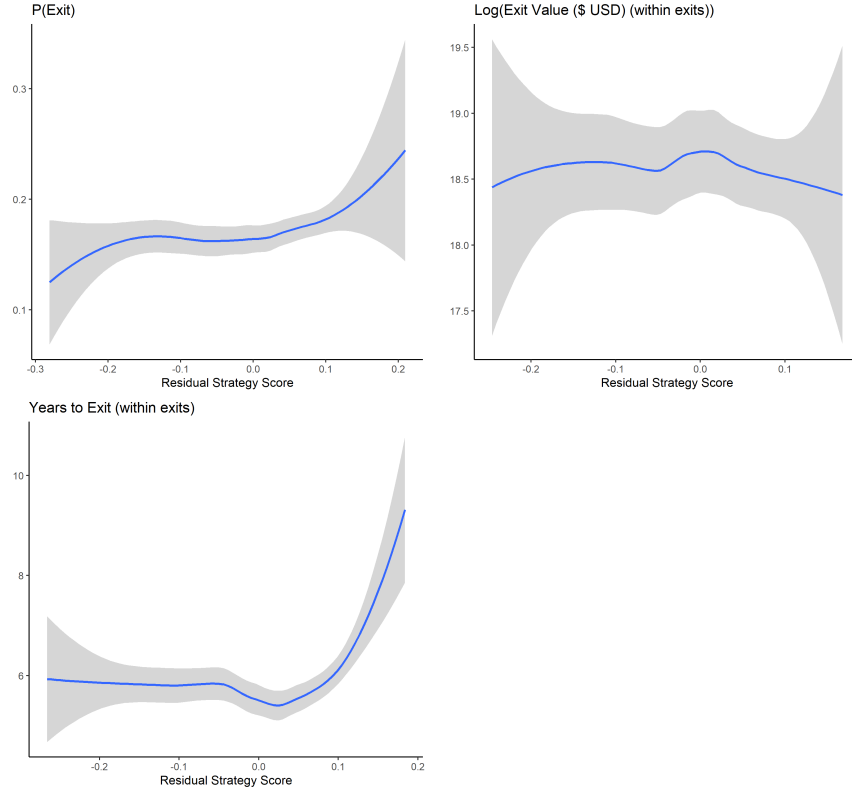 P(Exit)
0.3
0.2
0.1
-0.3 -0.2 -0.1 0.0 0.1 0.2
Residual Strategy Score
Log(Exit Value ($ USD) (within exits))
19.5
19.0
18.5
18.0
17.5
-0.2 -0.1 0.0 0.1
Residual Strategy Score
Years to Exit (within exits)
10
8
6
-0.2 -0.1 0.0 0.1 0.2
Residual Strategy Score